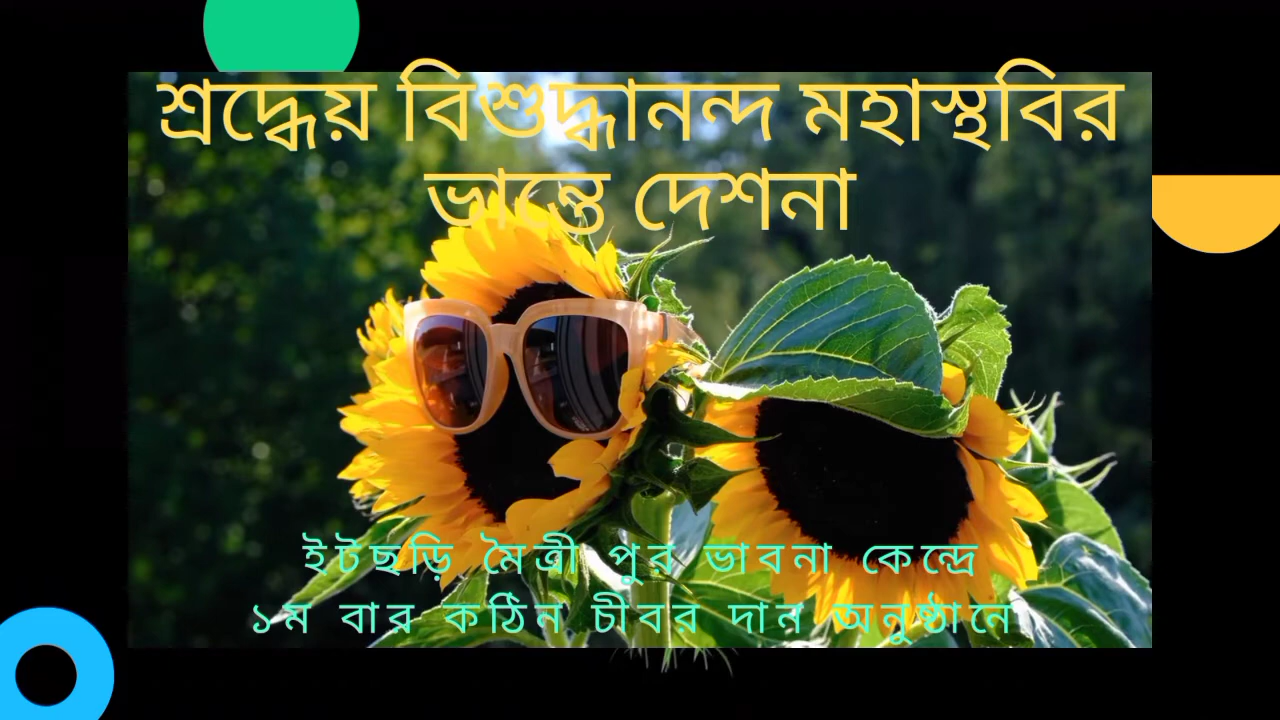 শ্রদ্ধেয় বিশুদ্ধানন্দ মহাস্থবির
ভান্তে দেশনা
ইটছড়ি মৈত্রী পুর ভাবনা কেন্দ্রে
১ম বার কঠিন চীবর দান অনুষ্ঠানে